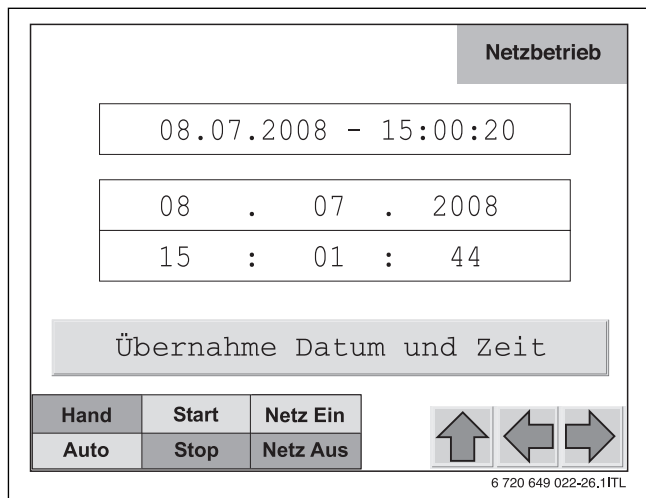 Netzbetrieb
08.07.2008 - 15:00:20
08 . 07 . 2008
15 : 01 : 44
Übernahme Datum und Zeit
Hand Start Netz Ein
Auto Stop Netz Aus
6 720 649 022-26.1ITL